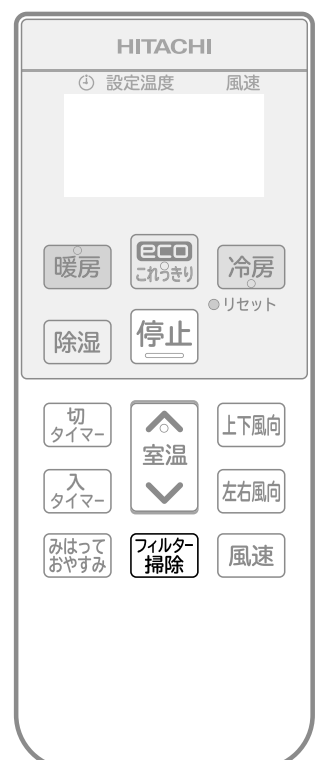 HITACHI
設定温度 風速
暖房
eco
これっきり
冷房
リセット
除湿
停止
切
タイマー
室温
上下風向
入
タイマー
左右風向
みはって
おやすみ
フィルター
掃除
風速